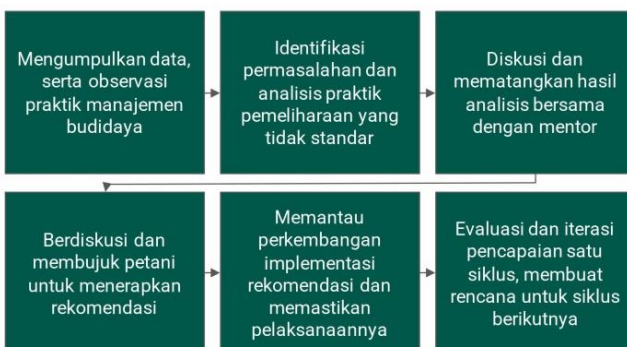 Mengumpulkan data,
serta observasi
praktik manajemen
budidaya
Identifikasi
permasalahan dan
analisis praktik
pemeliharaan yang
tidak standar
Diskusi dan
mematangkan hasil
analisis bersama
dengan mentor
Berdiskusi dan
membujuk petani
untuk menerapkan
rekomendasi
Memantau
perkembangan
implementasi
rekomendasi dan
memastikan
pelaksanaannya
Evaluasi dan iterasi
pencapaian satu
siklus, membuat
rencana untuk siklus
berikutnya